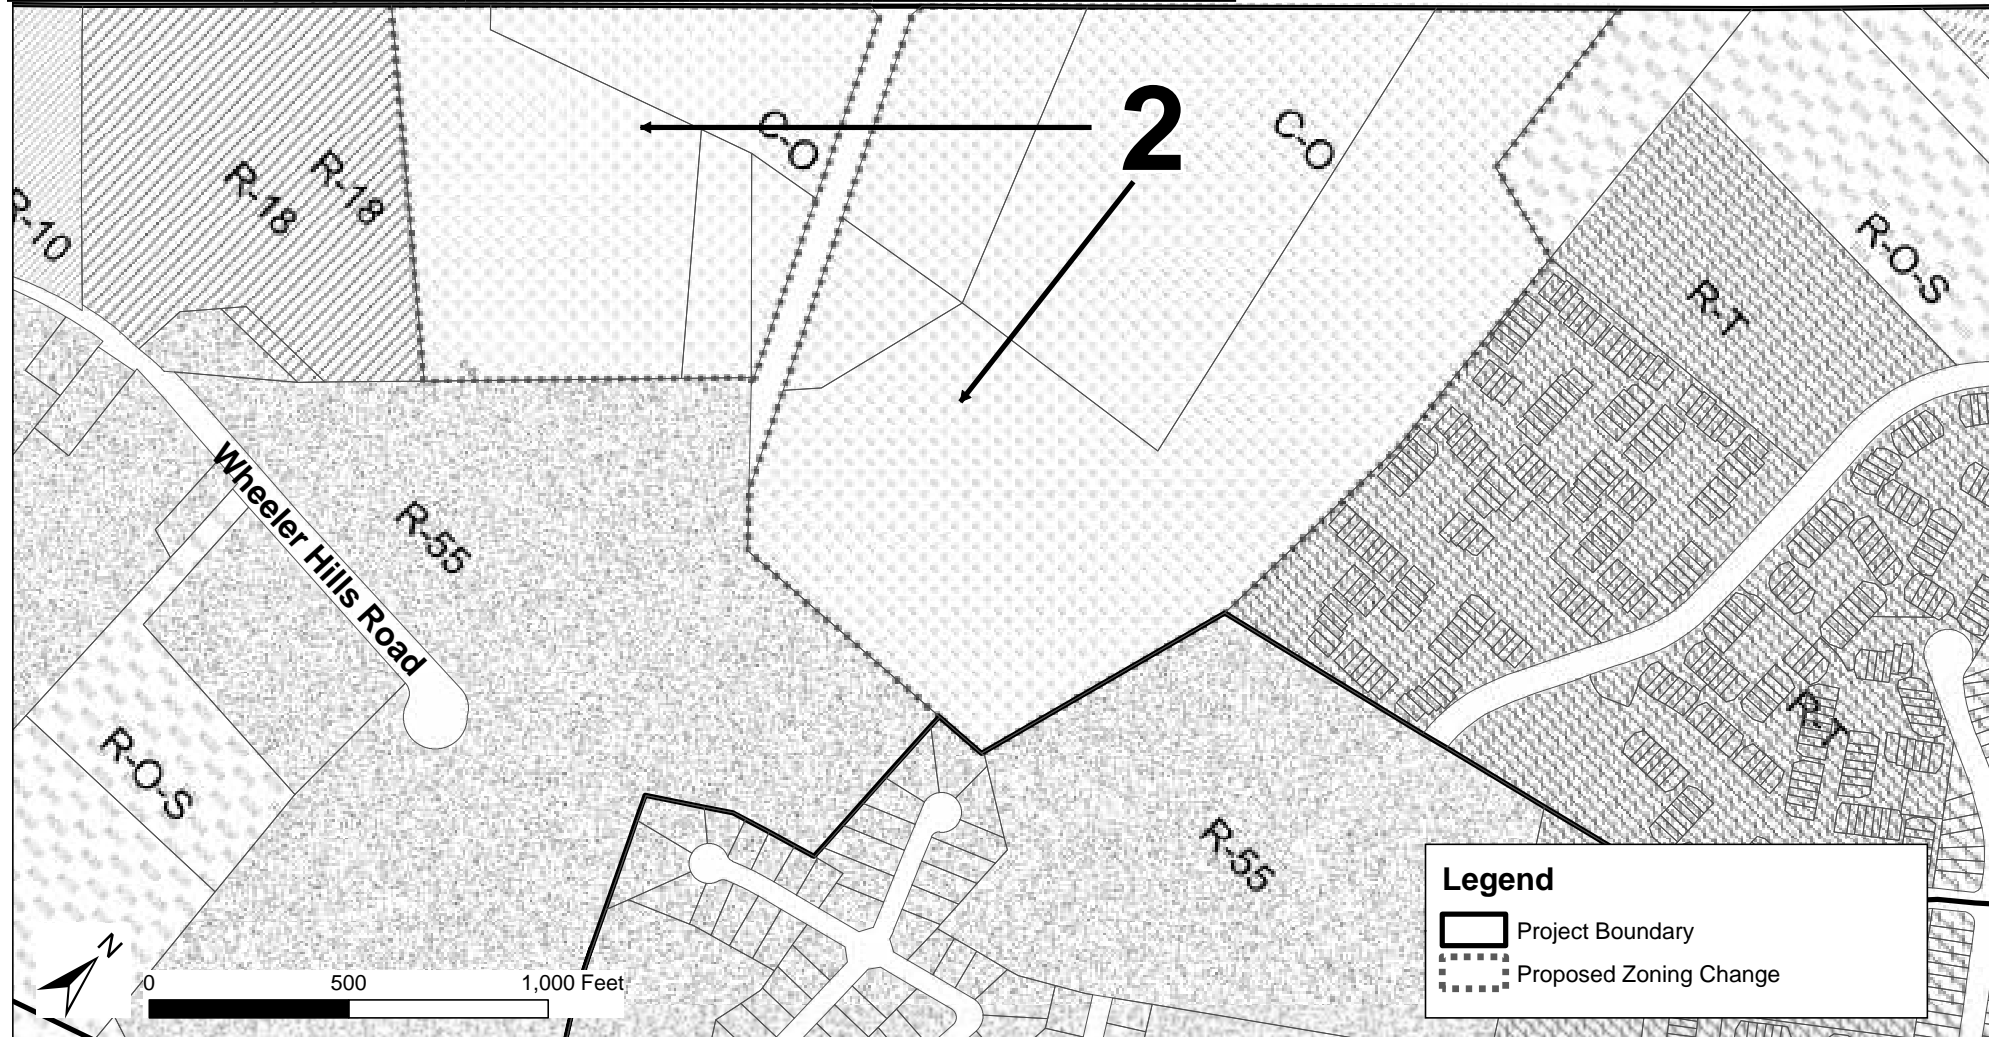 2
C-O
C-O
R-18
R-18
R-10
R-O-S
R-T
Wheeler Hills Road
R-55
R-O-S
R-T
R-55
Legend
Project Boundary
Proposed Zoning Change
N
0 500 1,000 Feet